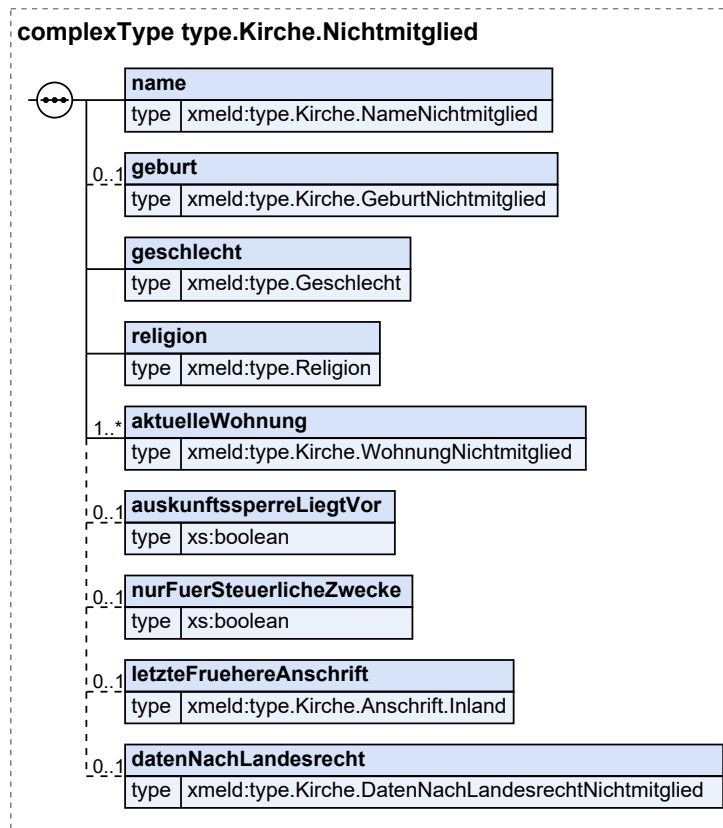 complexType type.Kirche.Nichtmitglied
name
type xmeld:type.Kirche.NameNichtmitglied
0..1 geburt
type xmeld:type.Kirche.GeburtNichtmitglied
geschlecht
type xmeld:type.Geschlecht
religion
type xmeld:type.Religion
1..* aktuelleWohnung
type xmeld:type.Kirche.WohnungNichtmitglied
0..1 auskunftssperreLiegtVor
type xs:boolean
0..1 nurFuerSteuerlicheZwecke
type xs:boolean
0..1 letzteFruehereAnschrift
type xmeld:type.Kirche.Anschrift.Inland
0..1 datenNachLandesrecht
type xmeld:type.Kirche.DatenNachLandesrechtNichtmitglied